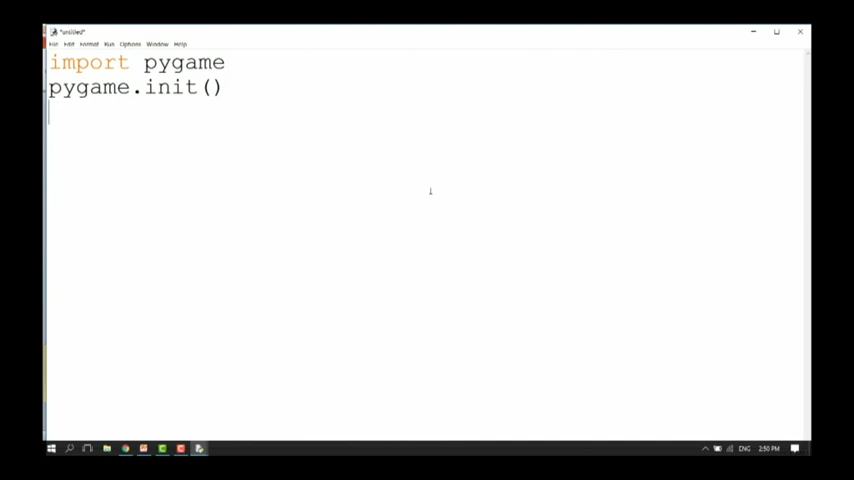 *untitled*
File Edit Format Run Options Window Help
import pygame
pygame.init()
ENG 2:50 PM